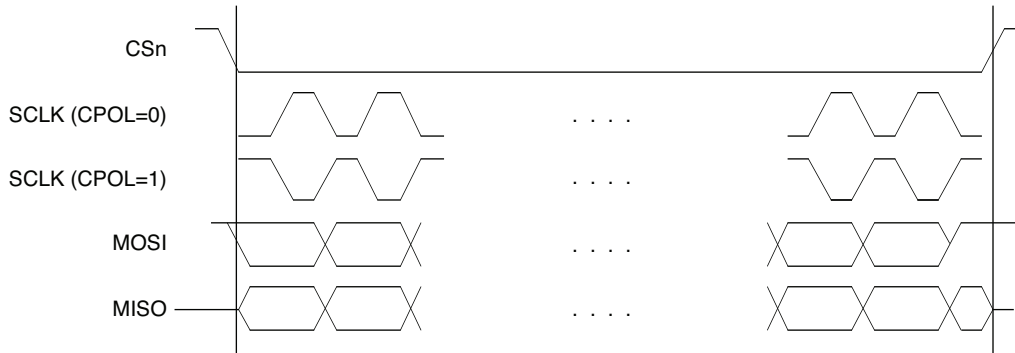 CSn
SCLK (CPOL=0)
. . . .
SCLK (CPOL=1)
. . . .
MOSI
. . . .
MISO
. . . .